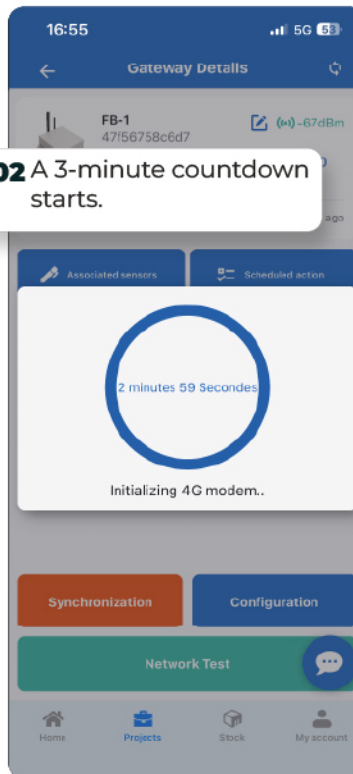 16:55
5G 53
Gateway Details
FB-1
47f56758c6d7
-67dBm
02 A 3-minute countdown
starts.
ago
Associated sensors
Scheduled action
2 minutes 59 Secondes
Initializing 4G modem..
Synchronization
Configuration
Network Test
Home
Projects
Stock
My account